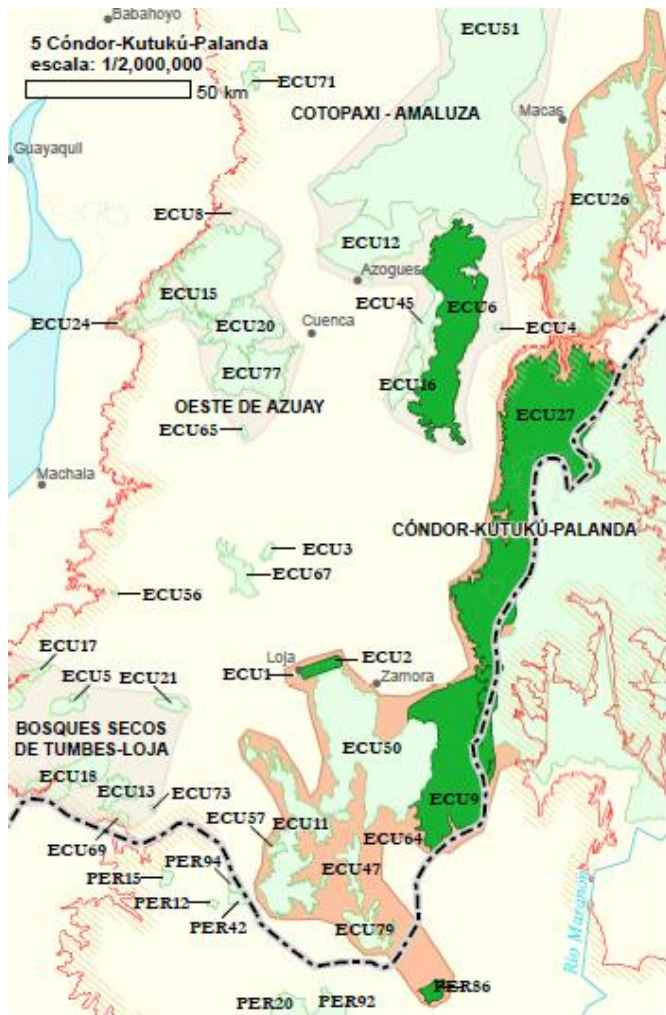 Babahoyo
5 Cóndor-Kutukú-Palanda
escala: 1/2,000,000
50 km
ECU51
ECU71
COTOPAXI - AMALUZA
Macas
Guayaquil
ECU26
ECU8
ECU12
Azogues
ECU15
ECU45
ECU6
ECU24
ECU20
Cuenca
ECU4
ECU77
ECU16
OESTE DE AZUAY
ECU27
ECU65
Machala
CÓNDOR-KUTUKÚ-PALANDA
ECU3
ECU67
ECU56
ECU17
Loja
ECU2
ECU1
Zamora
ECU5
ECU21
BOSQUES SECOS
DE TUMBES-LOJA
ECU50
ECU18
ECU13
ECU73
ECU9
ECU57
ECU11
ECU64
ECU69
PER94
ECU47
PER15
PER12
PER42
ECU79
Río Marañón
PER86
PER20
PER92